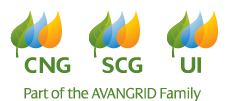 CNG SCG UI
Part of the AVANGRID Family